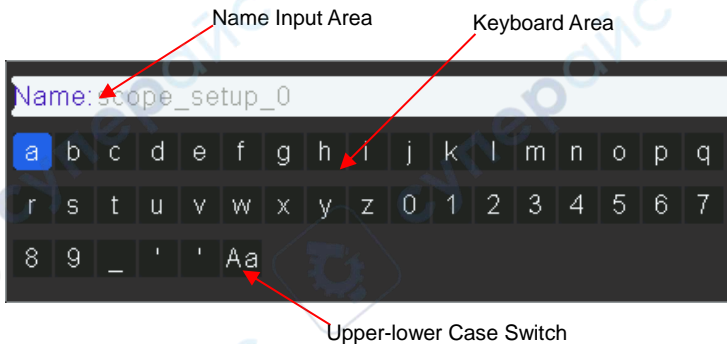 Name Input Area
Keyboard Area
Name: scope_setup_0
a b c d e f g h i j k l m n o p q
r s t u v w x y z 0 1 2 3 4 5 6 7
8 9 _ ' ' Aa
Upper-lower Case Switch
суперайс